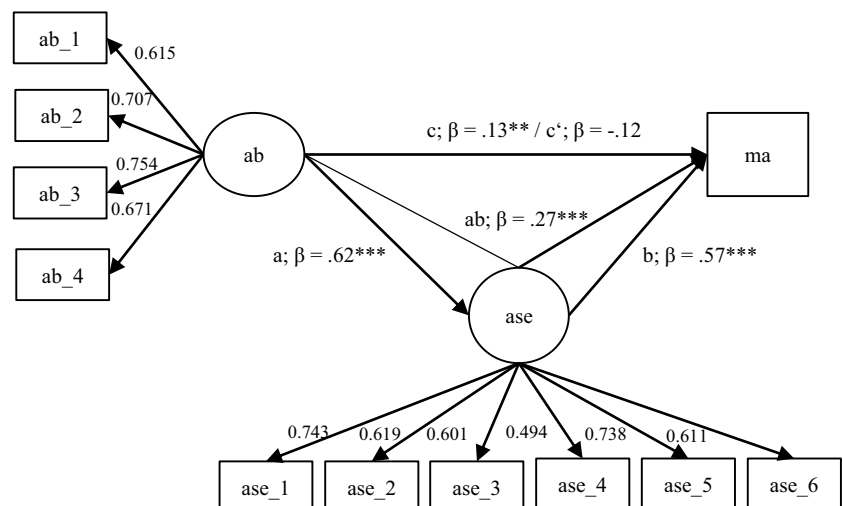 ab_1
0.615
0.707
ab_2
c; β = .13** / c‘; β = -.12
ab
ma
0.754
ab_3
0.671
ab; β = .27***
a; β = .62***
b; β = .57***
ab_4
ase
0.743
0.619
0.601
0.494
0.738
0.611
ase_1
ase_2
ase_3
ase_4
ase_5
ase_6